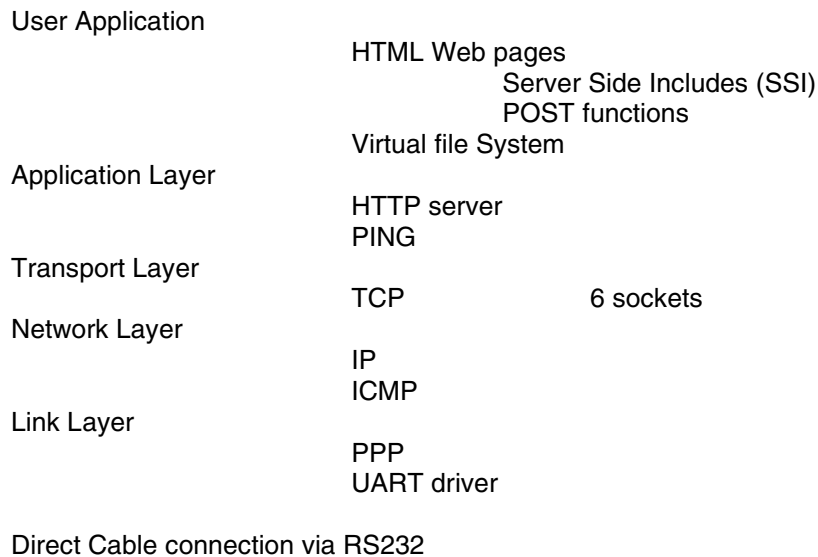 User Application
HTML Web pages
Server Side Includes (SSI)
POST functions
Virtual file System
Application Layer
HTTP server
PING
Transport Layer
TCP 6 sockets
Network Layer
IP
ICMP
Link Layer
PPP
UART driver
Direct Cable connection via RS232